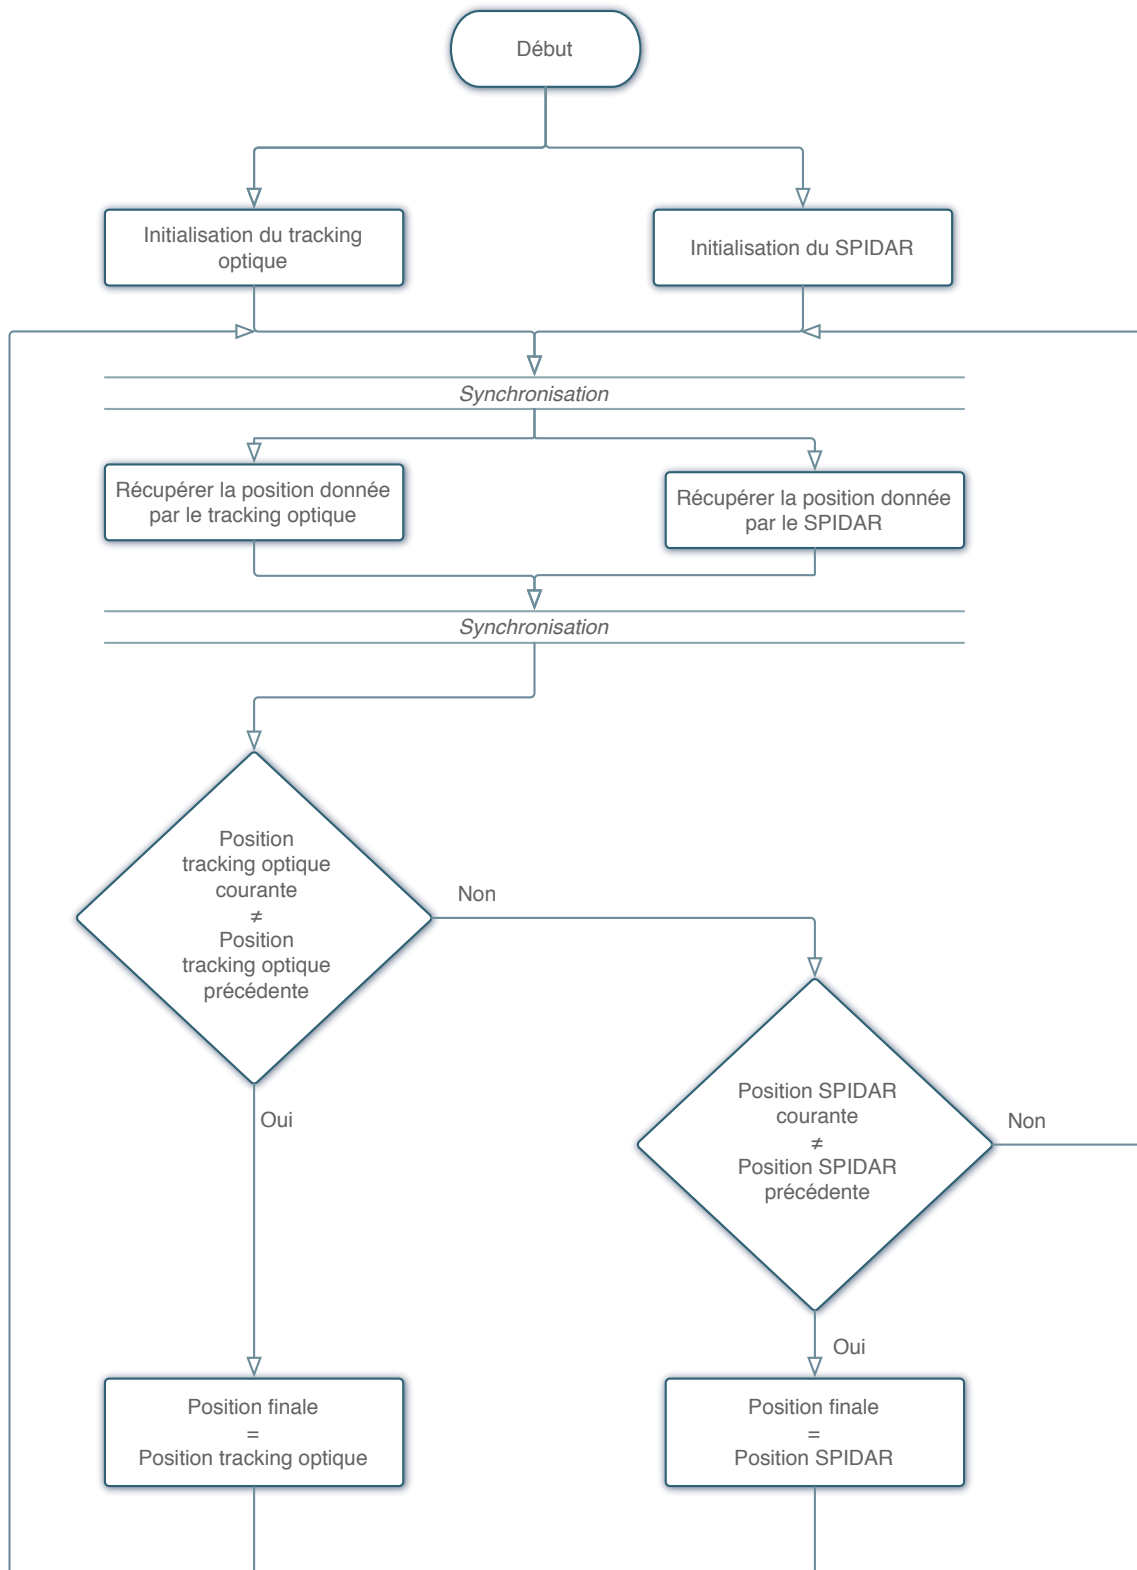 Début
Initialisation du tracking
optique
Initialisation du SPIDAR
Synchronisation
Récupérer la position donnée
par le tracking optique
Récupérer la position donnée
par le SPIDAR
Synchronisation
Position
tracking optique
courante
≠
Position
tracking optique
précédente
Non
Position SPIDAR
courante
≠
Position SPIDAR
précédente
Non
Oui
Oui
Position finale
=
Position tracking optique
Position finale
=
Position SPIDAR